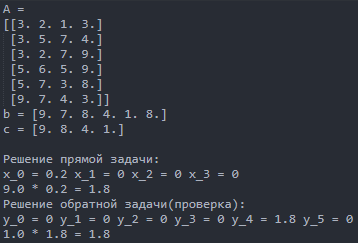 A =
[[3. 2. 1. 3.]
[3. 5. 7. 4.]
[3. 2. 7. 9.]
[5. 6. 5. 9.]
[5. 7. 3. 8.]
[9. 7. 4. 3.]]
b = [9. 7. 8. 4. 1. 8.]
c = [9. 8. 4. 1.]
Решение прямой задачи:
x_0 = 0.2 x_1 = 0 x_2 = 0 x_3 = 0
9.0 * 0.2 = 1.8
Решение обратной задачи(проверка):
y_0 = 0 y_1 = 0 y_2 = 0 y_3 = 0 y_4 = 1.8 y_5 = 0
1.0 * 1.8 = 1.8